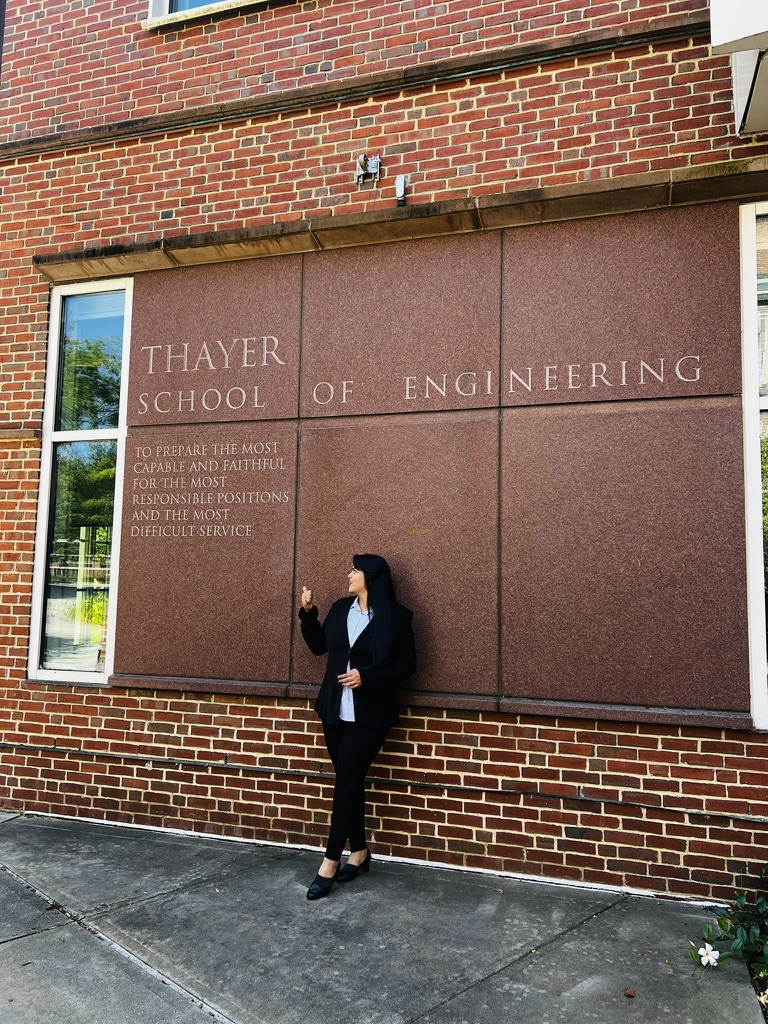 THAYER
SCHOOL OF ENGINEERING
TO PREPARE THE MOST
CAPABLE AND FAITHFUL
FOR THE MOST
RESPONSIBLE POSITIONS
AND THE MOST
DIFFICULT SERVICE